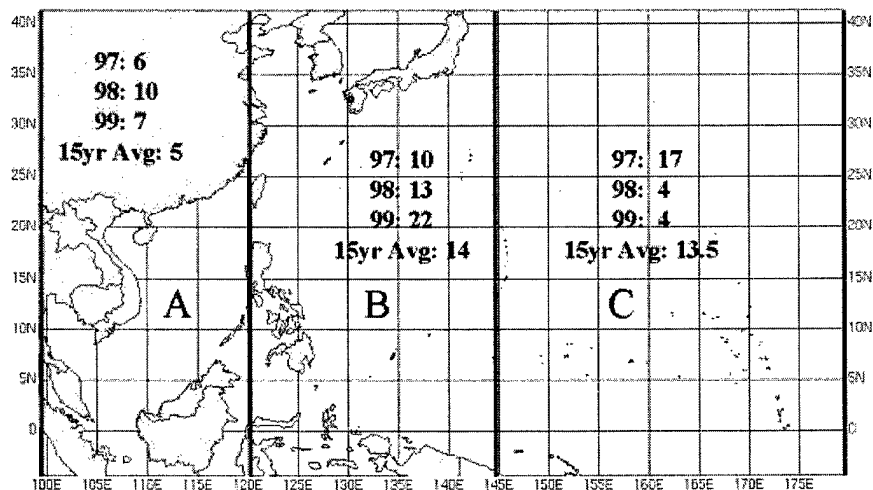 40N 40N
97: 6
35N 35N
98: 10
30N 99: 7 30N
15yr Avg: 5
97: 10 97: 17
25N 25N
98: 13 98: 4
20N 99: 22 99: 4 20N
15yr Avg: 14 15yr Avg: 13.5
15N 15N
A B C
10N 10N
5N 5N
0 0
100E 105E 110E 115E 120E 125E 130E 135E 140E 145E 150E 155E 160E 165E 170E 175E